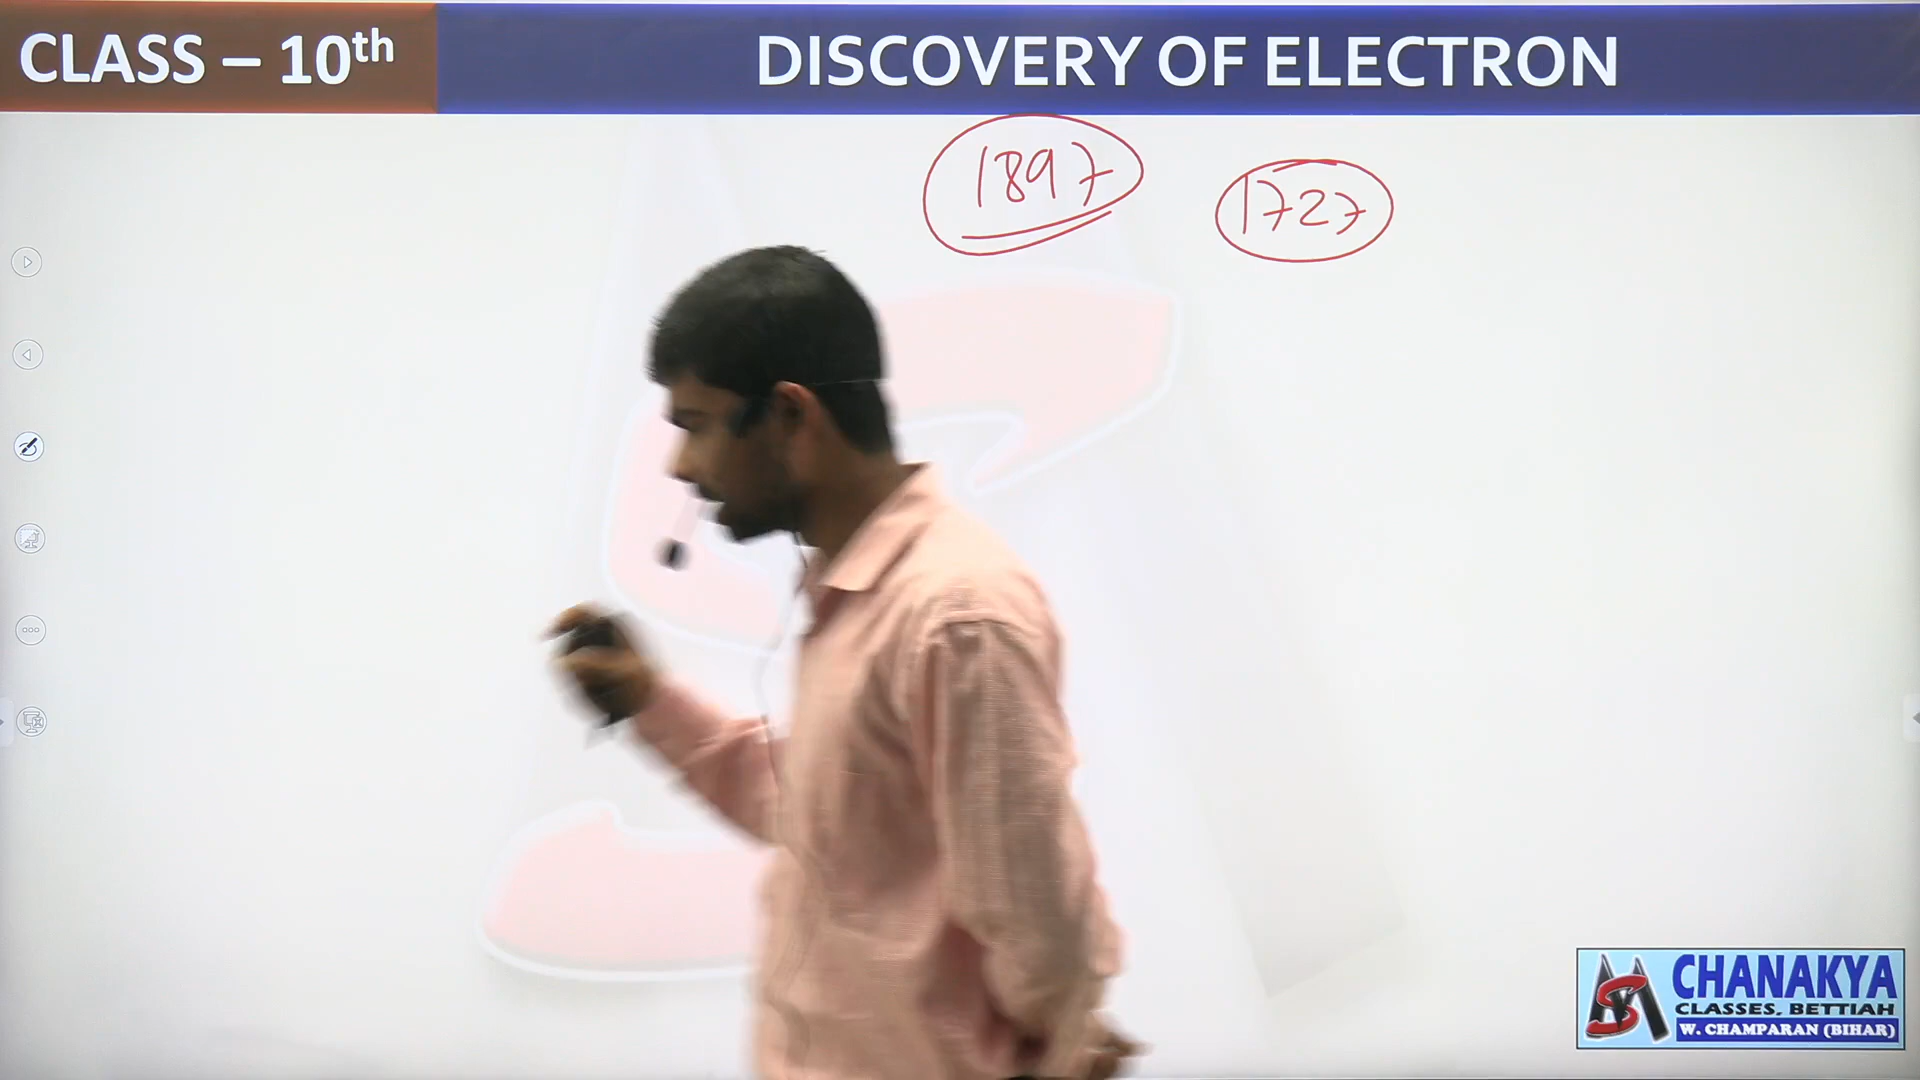 CLASS – 10th
DISCOVERY OF ELECTRON
1897
1727
CHANAKYA
CLASSES, BETTIAH
W. CHAMPARAN (BIHAR)